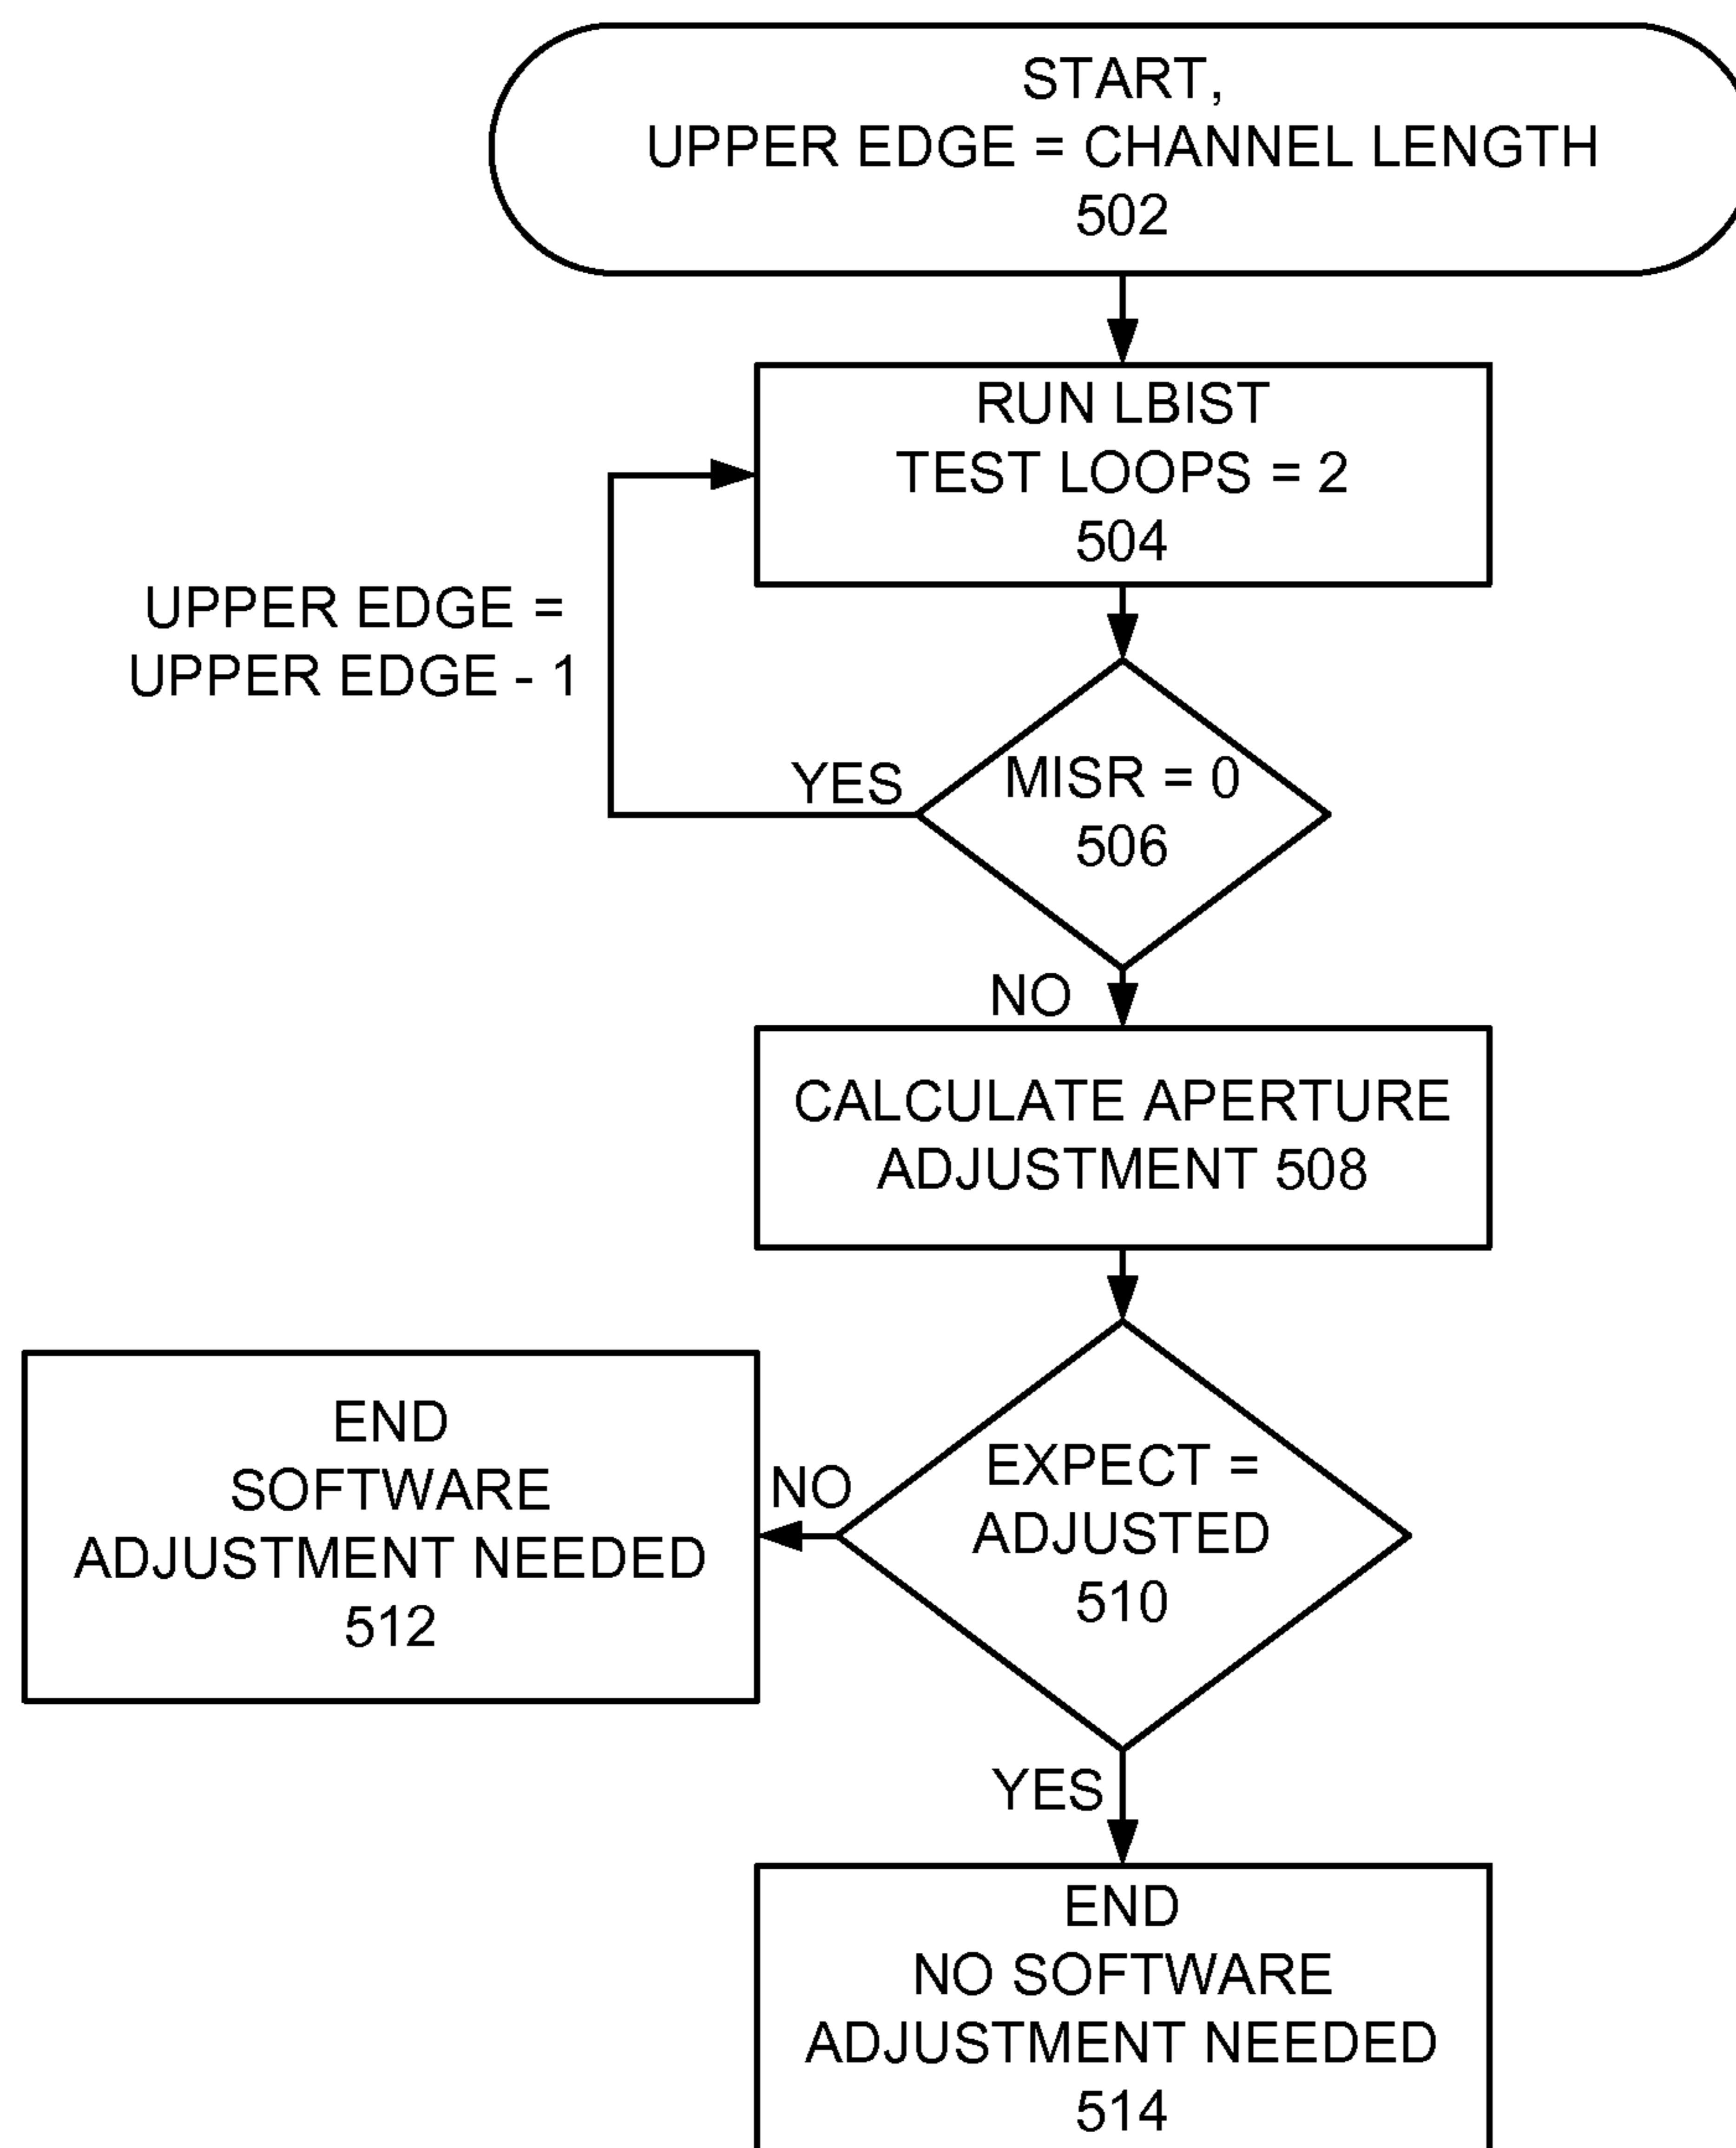 START,
UPPER EDGE = CHANNEL LENGTH
502
RUN LBIST
TEST LOOPS = 2
504
UPPER EDGE =
UPPER EDGE - 1
YES
MISR = 0
506
NO
CALCULATE APERTURE
ADJUSTMENT 508
EXPECT =
ADJUSTED
510
NO
END
SOFTWARE
ADJUSTMENT NEEDED
512
YES
END
NO SOFTWARE
ADJUSTMENT NEEDED
514